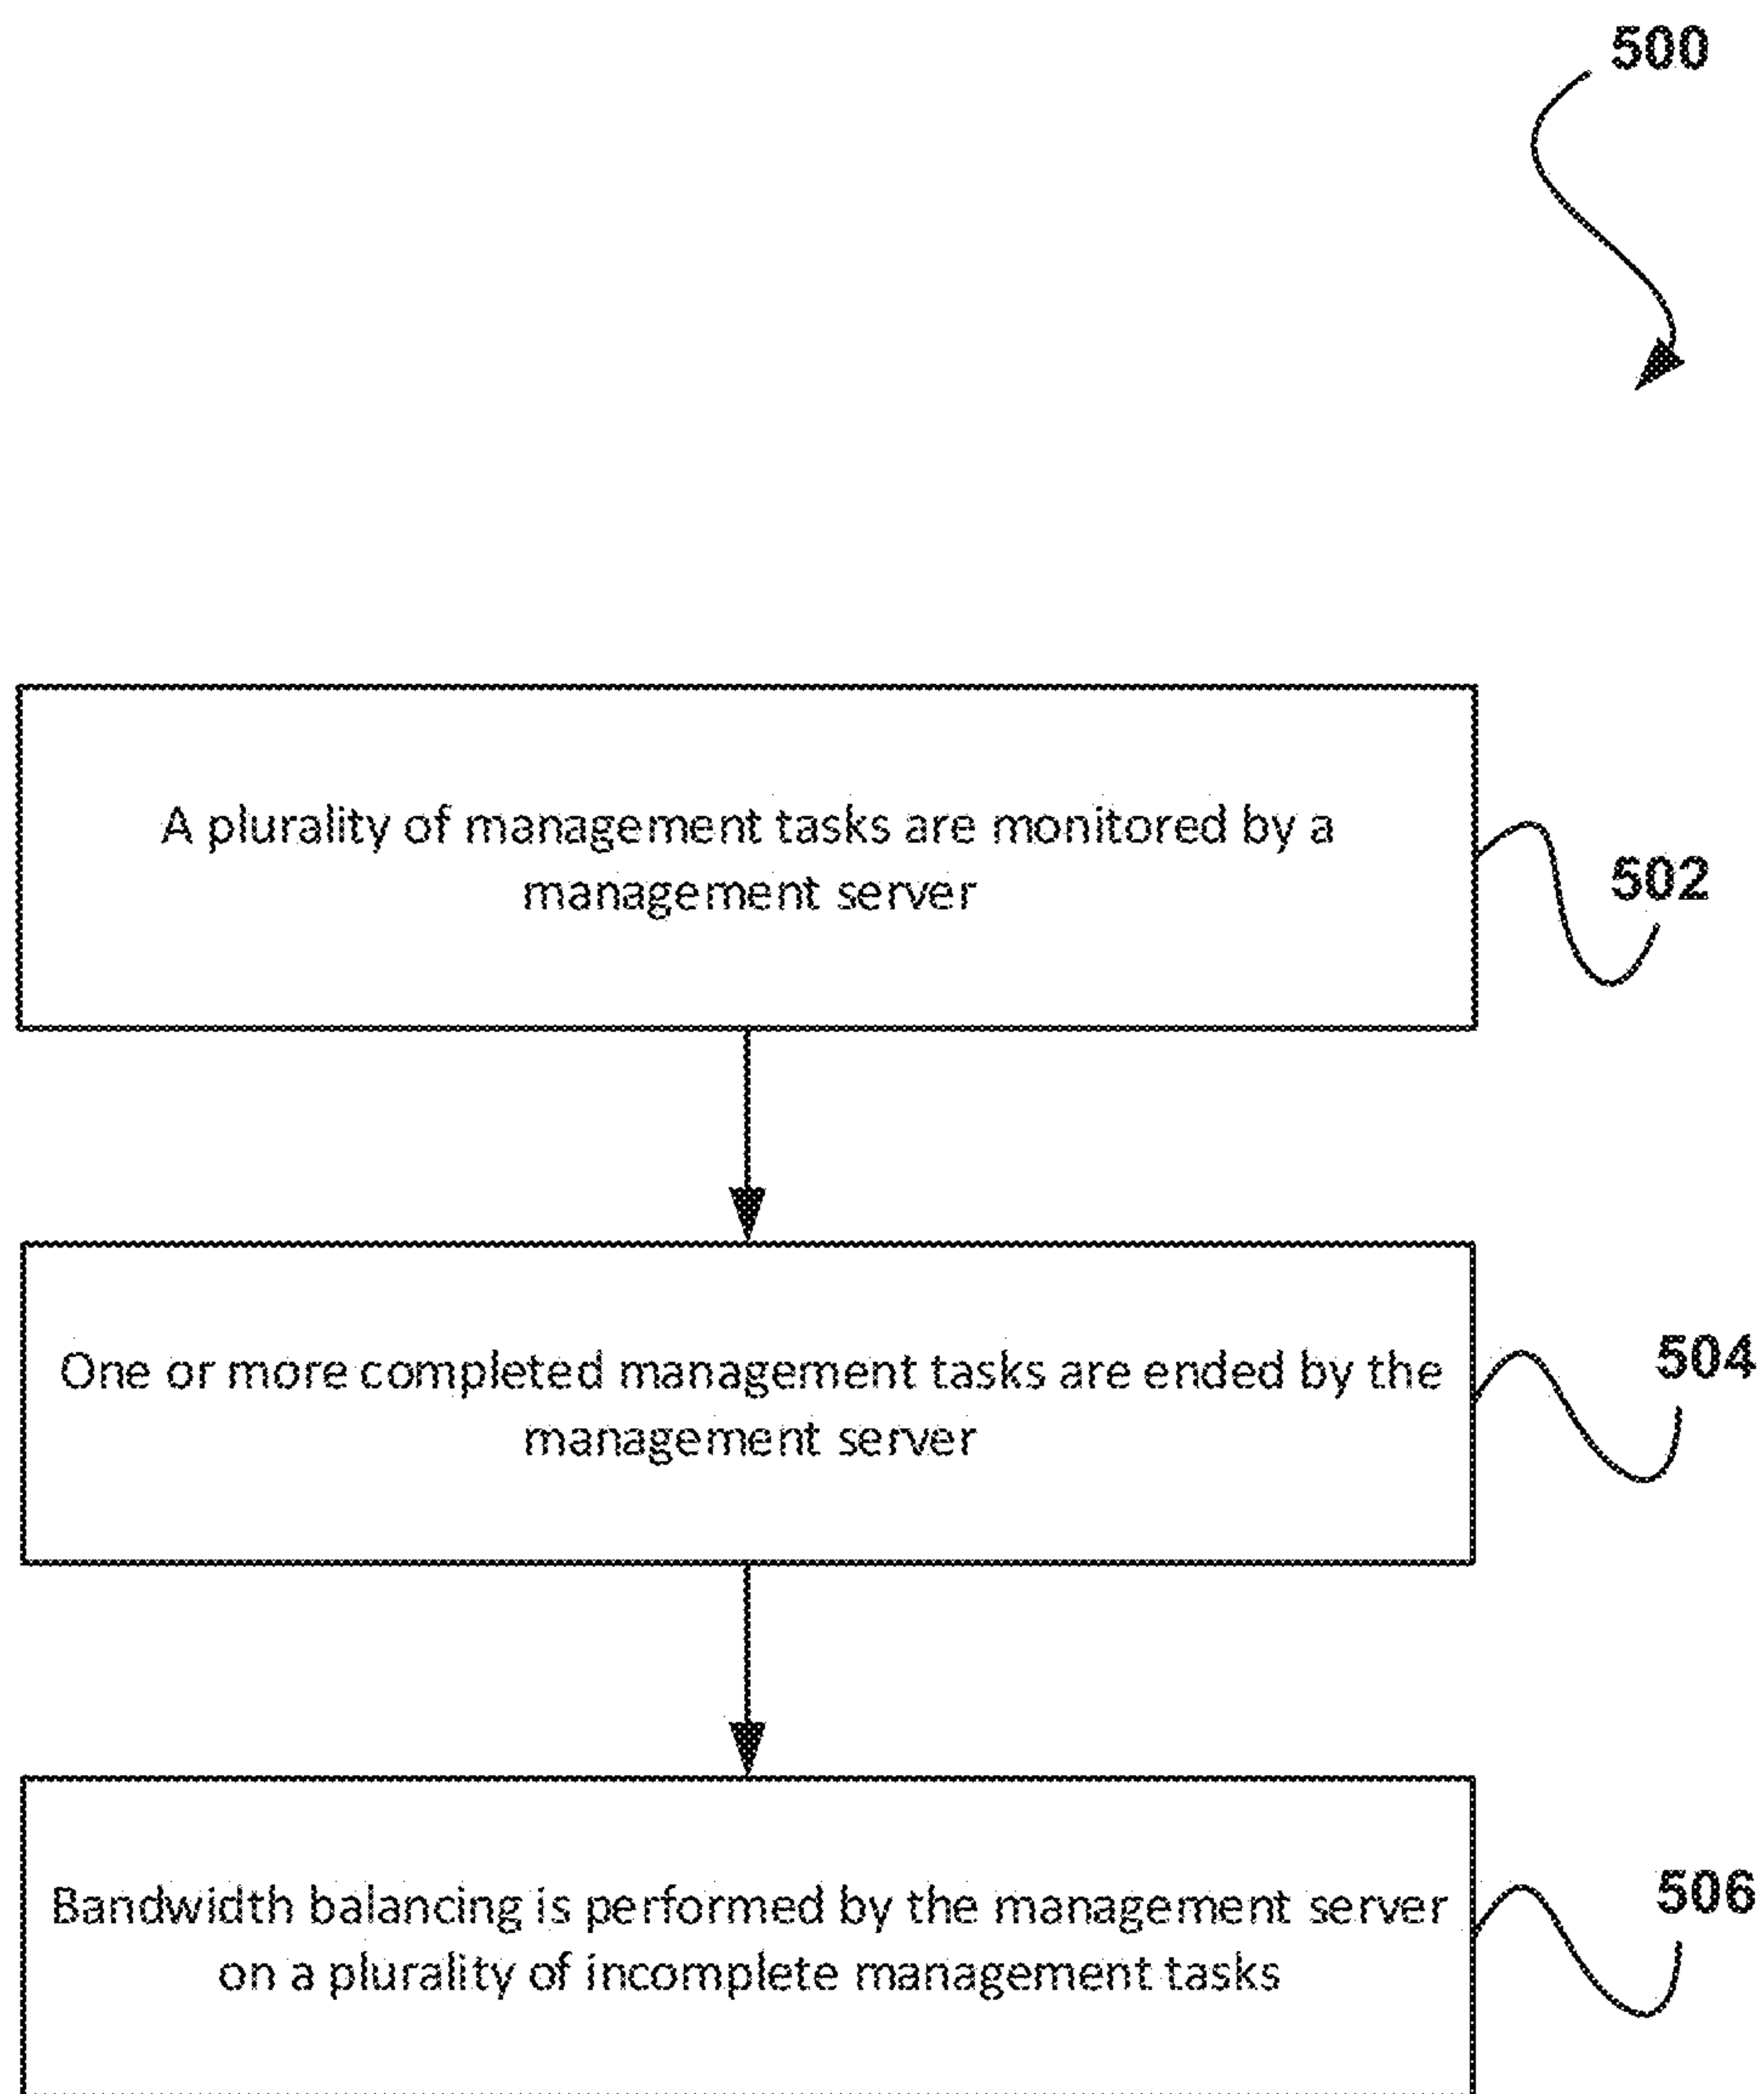 500
A plurality of management tasks are monitored by a
management server
502
One or more completed management tasks are ended by the
management server
504
Bandwidth balancing is performed by the management server
on a plurality of incomplete management tasks
506